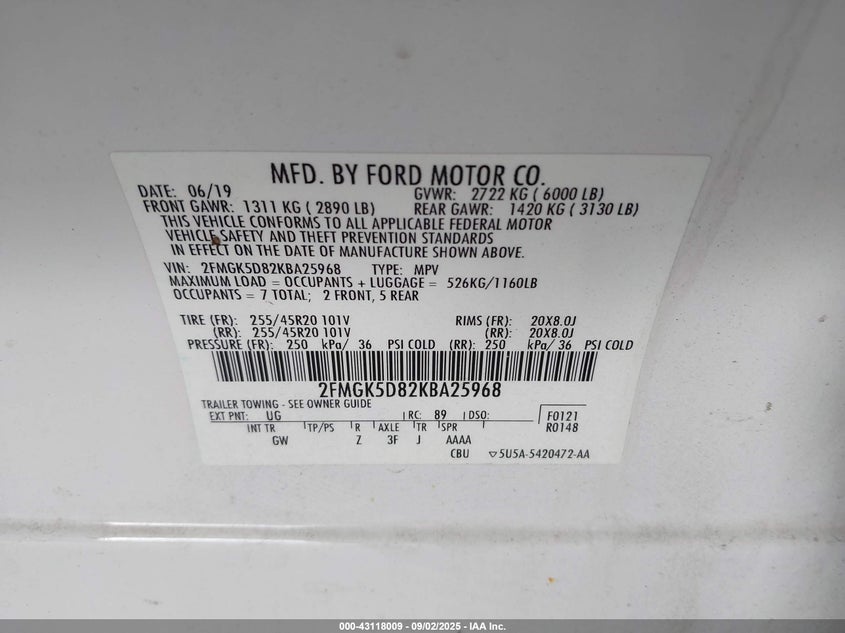 MFD. BY FORD MOTOR CO.
DATE: 06/19 GVWR: 2722 KG ( 6000 LB)
FRONT GAWR: 1311 KG ( 2890 LB) REAR GAWR: 1420 KG ( 3130 LB)
THIS VEHICLE CONFORMS TO ALL APPLICABLE FEDERAL MOTOR
VEHICLE SAFETY AND THEFT PREVENTION STANDARDS
IN EFFECT ON THE DATE OF MANUFACTURE SHOWN ABOVE.
VIN: 2FMGK5D82KBA25968 TYPE: MPV
MAXIMUM LOAD = OCCUPANTS + LUGGAGE = 526KG/1160LB
OCCUPANTS = 7 TOTAL; 2 FRONT, 5 REAR
TIRE (FR): 255/45R20 101V RIMS (FR): 20X8.0J
(RR): 255/45R20 101V (RR): 20X8.0J
PRESSURE (FR): 250 kPa/ 36 PSI COLD (RR): 250 kPa/ 36 PSI COLD
2FMGK5D82KBA25968
TRAILER TOWING - SEE OWNER GUIDE
EXT PNT: UG RC: 89 DSO: F0121
INT TR TP/PS R AXLE TR SPR R0148
GW Z 3F J AAAA
CBU ▽5U5A-5420472-AA
000-43118009 - 09/02/2025 - IAA Inc.